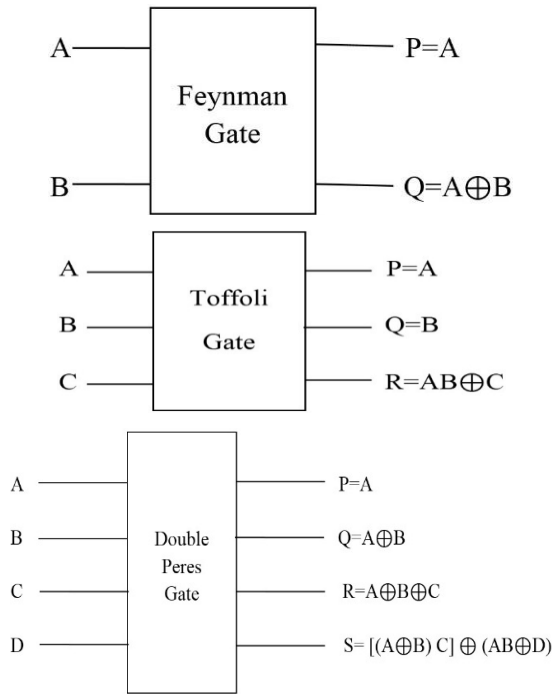 A
Feynman
Gate
P=A
B
Q=A⊕B
A
Toffoli
Gate
P=A
B
Q=B
C
R=AB⊕C
A
P=A
B
Double
Peres
Gate
Q=A⊕B
C
R=A⊕B⊕C
D
S= [(A⊕B) C] ⊕ (AB⊕D)